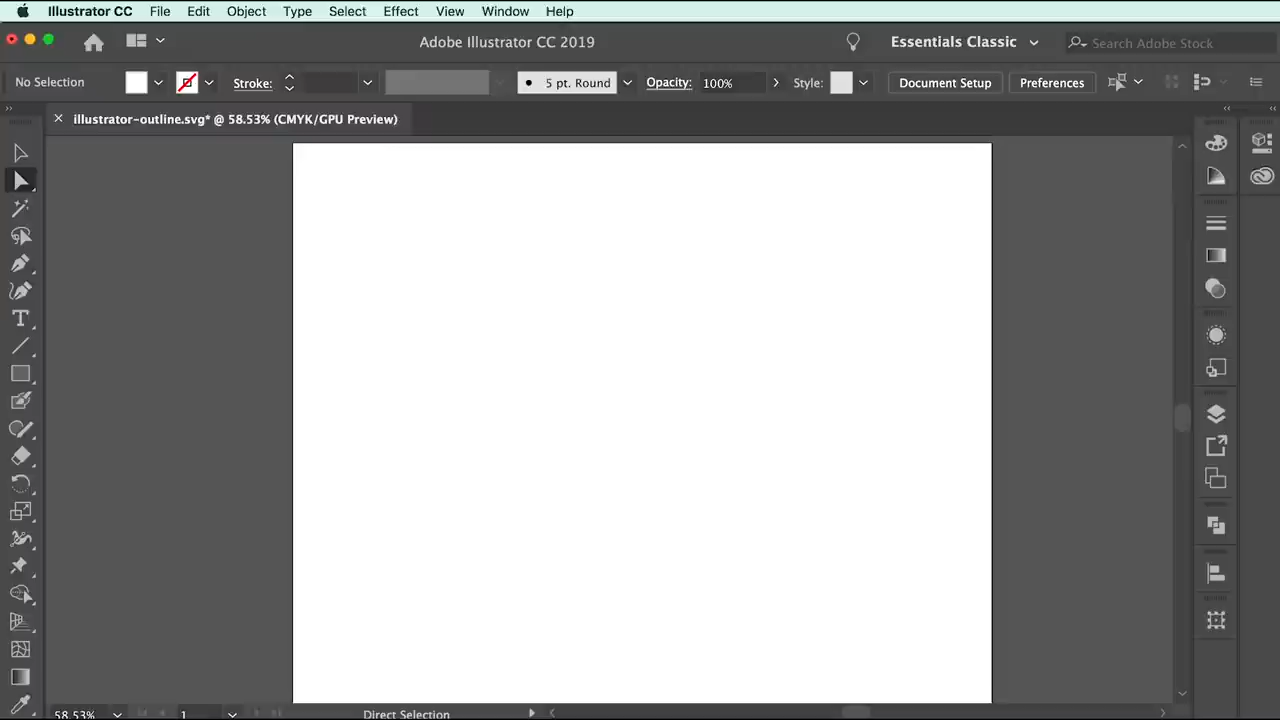 Illustrator CC File Edit Object Type Select Effect View Window Help
Adobe Illustrator CC 2019 Essentials Classic Search Adobe Stock
No Selection Stroke: 5 pt. Round Opacity: 100% Style: Document Setup Preferences
illustrator-outline.svg* @ 58.53% (CMYK/GPU Preview)
58.53% 1 Direct Selection